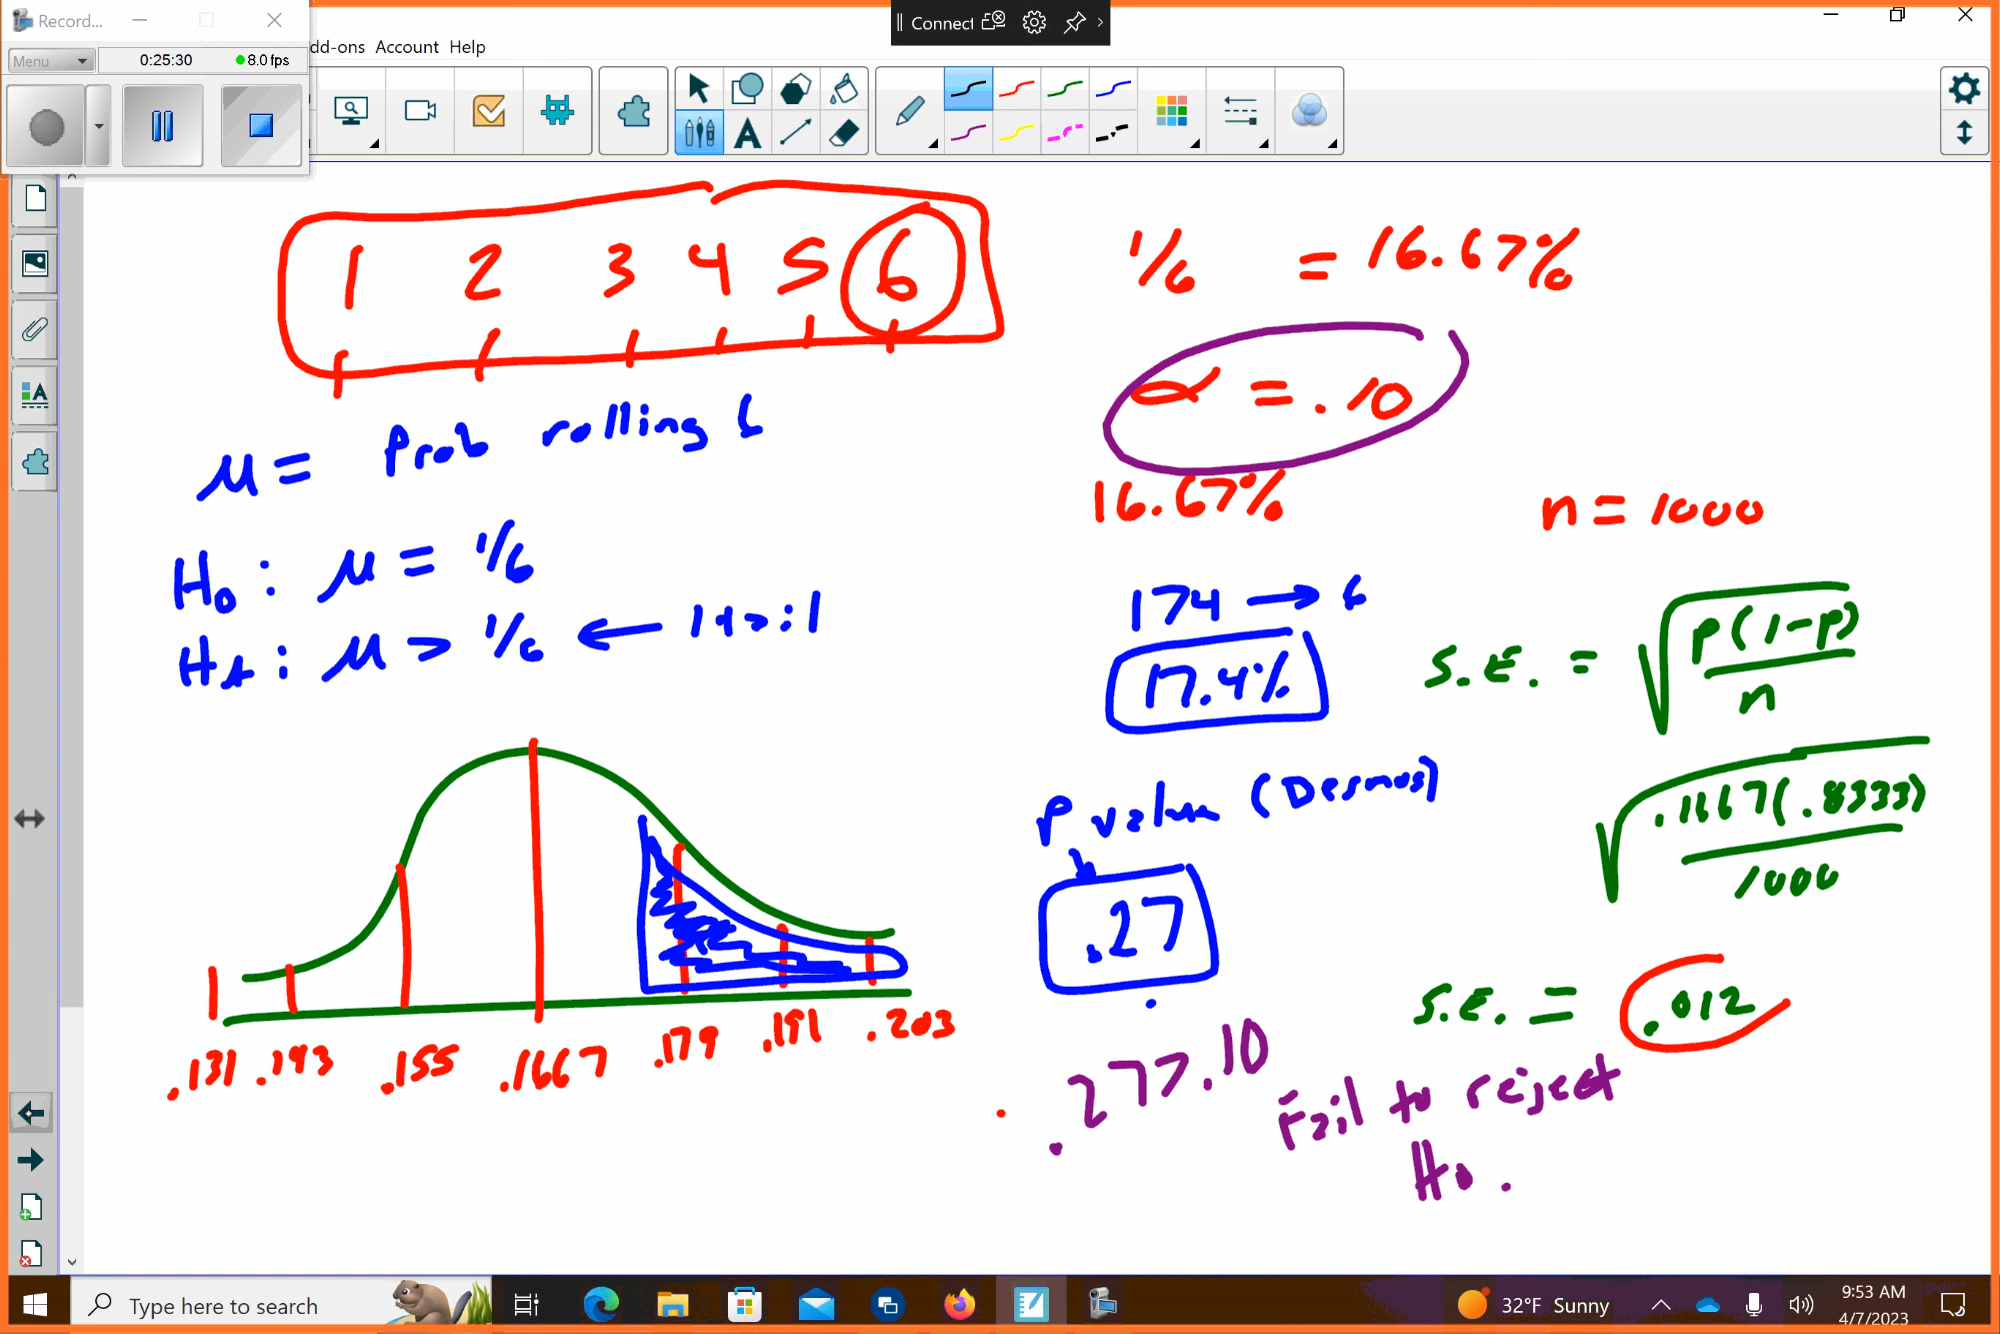 Record...
Menu
0:25:30
8.0 fps
dd-ons Account Help
Connect
A
A
1 2 3 4 5 6
1/6 = 16.67%
α = .10
16.67%
n = 1000
μ = Prob rolling 6
H₀ : μ = 1/6
HA : μ > 1/6 ←
174 → 6
17.4%
S.E. = √p(1-p)
n
√.1667(.8333)
1000
P value (Desmos)
.27
S.E. = .012
.131 .143 .155 .1667 .179 .191 .203
.27 > .10
Fail to reject
H₀.
Type here to search
32°F Sunny
9:53 AM
4/7/2023